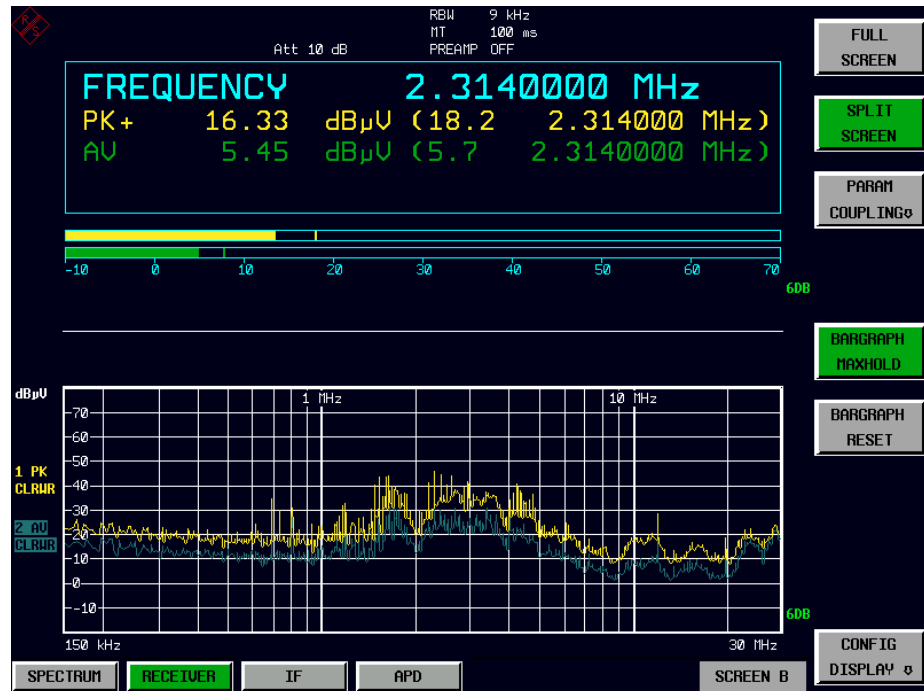 R S
RBW 9 kHz
MT 100 ms
Att 10 dB PREAMP OFF
FREQUENCY 2.3140000 MHz
PK+ 16.33 dBµV (18.2 2.314000 MHz)
AV 5.45 dBµV (5.7 2.3140000 MHz)
-10 0 10 20 30 40 50 60 70
6DB
dBµV
1 MHz 10 MHz
70
60
50
1 PK
CLRWR
40
30
2 AV
CLRWR
20
10
0
-10
6DB
150 kHz 30 MHz
FULL
SCREEN
SPLIT
SCREEN
PARAM
COUPLING⇩
BARGRAPH
MAXHOLD
BARGRAPH
RESET
CONFIG
DISPLAY ⇩
SPECTRUM RECEIVER IF APD SCREEN B